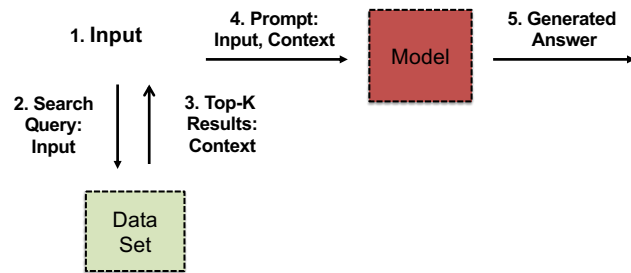 1. Input
2. Search
Query:
Input
3. Top-K
Results:
Context
4. Prompt:
Input, Context
Model
5. Generated
Answer
Data
Set